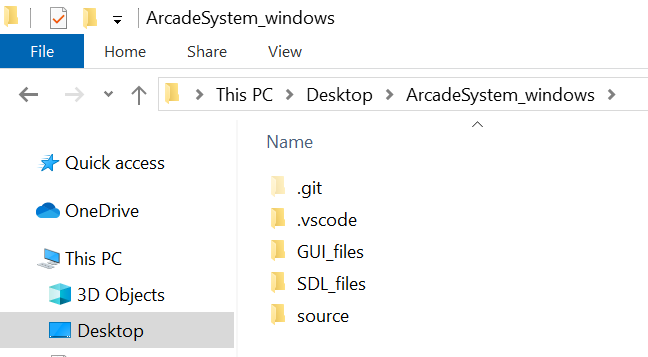 ArcadeSystem_windows
File Home Share View
This PC Desktop ArcadeSystem_windows
Name
Quick access
OneDrive
This PC
3D Objects
Desktop
.git
.vscode
GUI_files
SDL_files
source